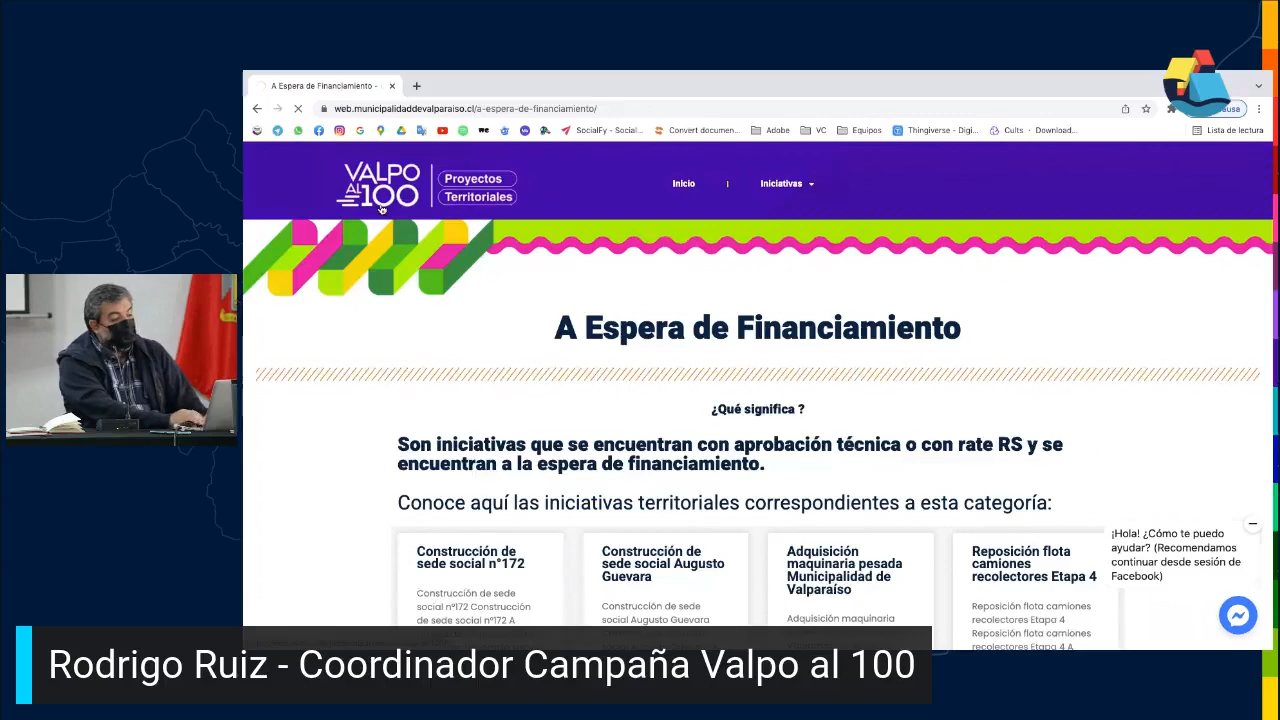 A Espera de Financiamiento -
web.municipalidaddevalparaiso.cl/a-espera-de-financiamiento/
SocialFy - Social...
Convert documen...
Adobe
VC
Equipos
Thingiverse - Digi...
Cults - Download...
Lista de lectura
VALPO
AL 100
Proyectos
Territoriales
Inicio
Iniciativas
A Espera de Financiamiento
¿Qué significa ?
Son iniciativas que se encuentran con aprobación técnica o con rate RS y se
encuentran a la espera de financiamiento.
Conoce aquí las iniciativas territoriales correspondientes a esta categoría:
Construcción de
sede social n°172
Construcción de sede
social n°172 Construcción
de sede social n°172 A
Construcción de
sede social Augusto
Guevara
Construcción de sede
social Augusto Guevara
Adquisición
maquinaria pesada
Municipalidad de
Valparaíso
Adquisición maquinaria
Reposición flota
camiones
recolectores Etapa 4
Reposición flota camiones
recolectores Etapa 4
Reposición flota camiones
recolectores Etapa 4 A
¡Hola! ¿Cómo te puedo
ayudar? (Recomendamos
continuar desde sesión de
Facebook)
Rodrigo Ruiz - Coordinador Campaña Valpo al 100